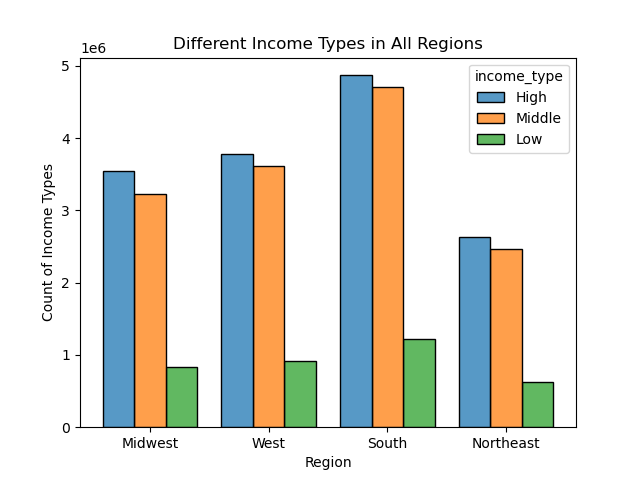 Different Income Types in All Regions
1e6
income_type
High
Middle
Low
Count of Income Types
5
4
3
2
1
0
Midwest
West
South
Northeast
Region